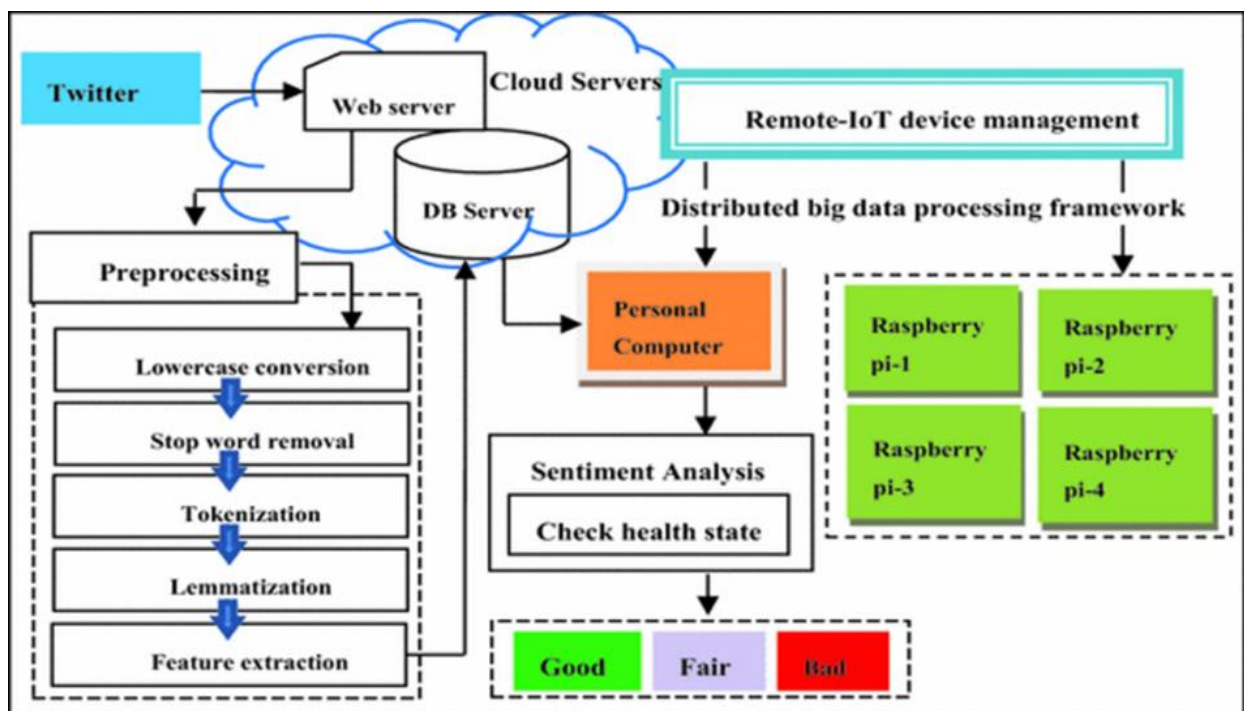 Twitter
Web server
Cloud Servers
DB Server
Remote-IoT device management
Distributed big data processing framework
Preprocessing
Lowercase conversion
Stop word removal
Tokenization
Lemmatization
Feature extraction
Personal
Computer
Sentiment Analysis
Check health state
Good
Fair
Bad
Raspberry
pi-1
Raspberry
pi-2
Raspberry
pi-3
Raspberry
pi-4